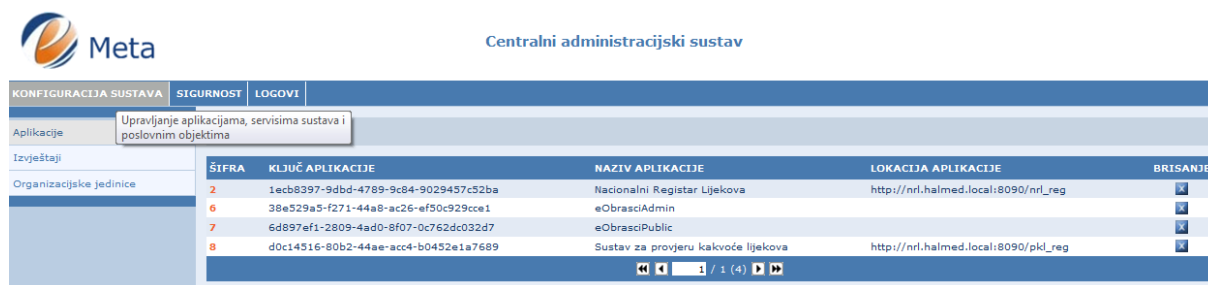 Meta
Centralni administracijski sustav
KONFIGURACIJA SUSTAVA SIGURNOST LOGOVI
Upravljanje aplikacijama, servisima sustava i
poslovnim objektima
Aplikacije
Izvještaji
Organizacijske jedinice
ŠIFRA KLJUČ APLIKACIJE NAZIV APLIKACIJE LOKACIJA APLIKACIJE BRISANJE
2 1ecb8397-9dbd-4789-9c84-9029457c52ba Nacionalni Registar Lijekova http://nrl.halmed.local:8090/nrl_reg X
6 38e529a5-f271-44a8-ac26-ef50c929cce1 eObrasciAdmin X
7 6d897ef1-2809-4ad0-8f07-0c762dc032d7 eObrasciPublic X
8 d0c14516-80b2-44ae-acc4-b0452e1a7689 Sustav za provjeru kakvoće lijekova http://nrl.halmed.local:8090/pkl_reg X
1 / 1 (4)